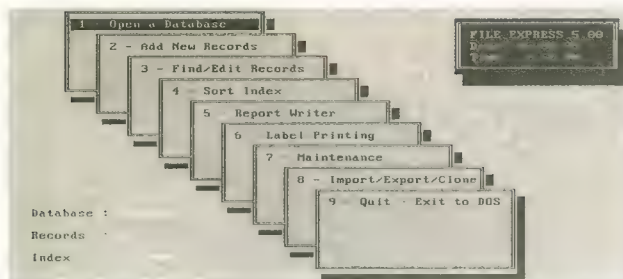 1 - Open a Database
2 - Add New Records
3 - Find/Edit Records
4 - Sort Index
5 Report Writer
6 Label Printing
7 - Maintenance
8 - Import/Export/Clone
9 - Quit - Exit to DOS
FILE EXPRESS 5.00
Database :
Records
Index